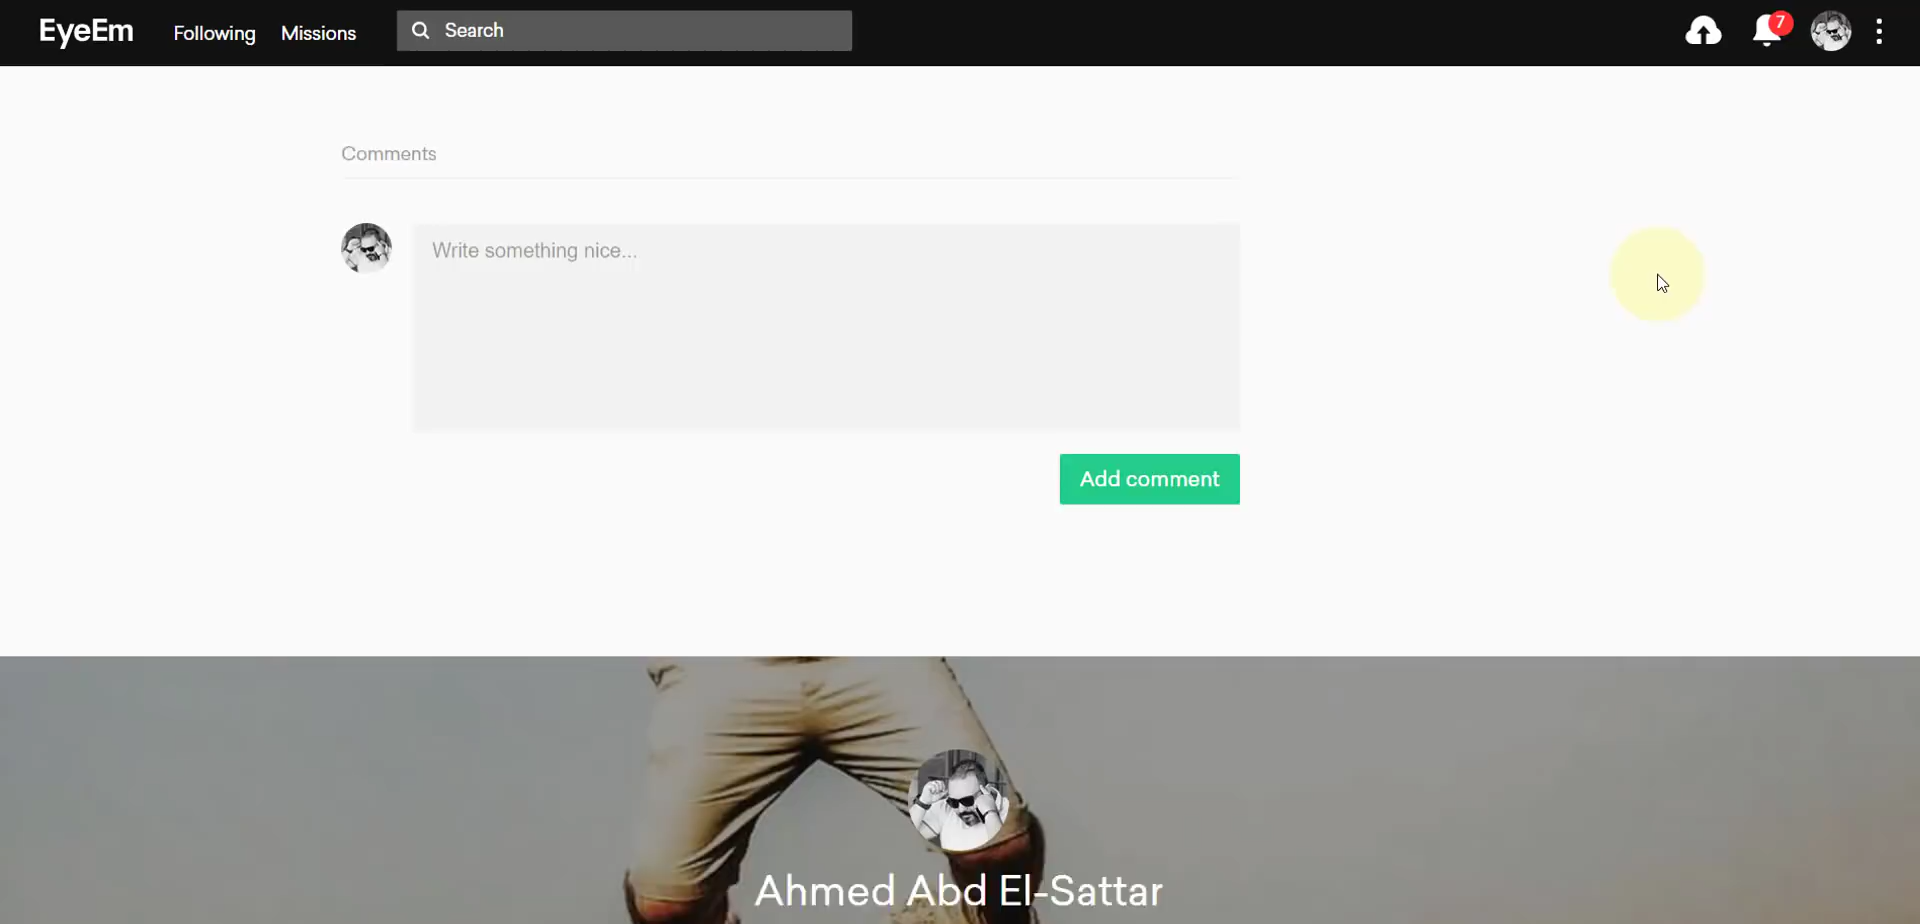 EyeEm Following Missions Search 7
Comments
Write something nice...
Add comment
Ahmed Abd El-Sattar